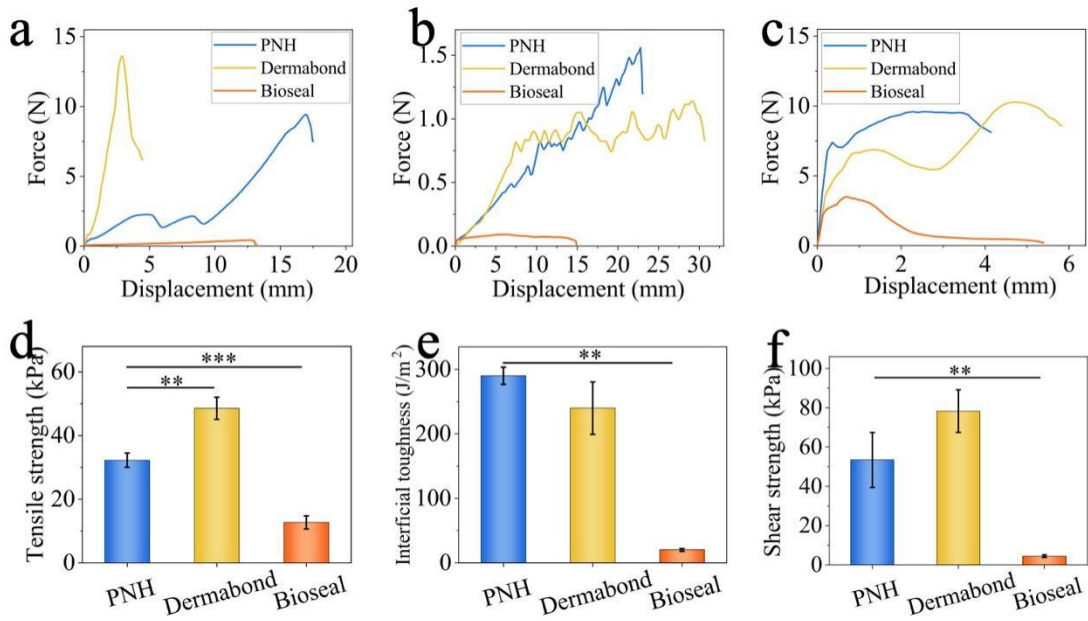 a
15
10
5
0
0 5 10 15 20
Force (N)
Displacement (mm)
PNH
Dermabond
Bioseal
b
1.5
1.0
0.5
0.0
0 5 10 15 20 25 30
Force (N)
Displacement (mm)
PNH
Dermabond
Bioseal
c
15
10
5
0
0 2 4 6
Force (N)
Displacement (mm)
PNH
Dermabond
Bioseal
d
60
40
20
0
Tensile strength (kPa)
***
**
PNH Dermabond Bioseal
e
300
200
100
0
Interficial toughness (J/m²)
**
PNH Dermabond Bioseal
f
100
80
60
40
20
0
Shear strength (kPa)
**
PNH Dermabond Bioseal